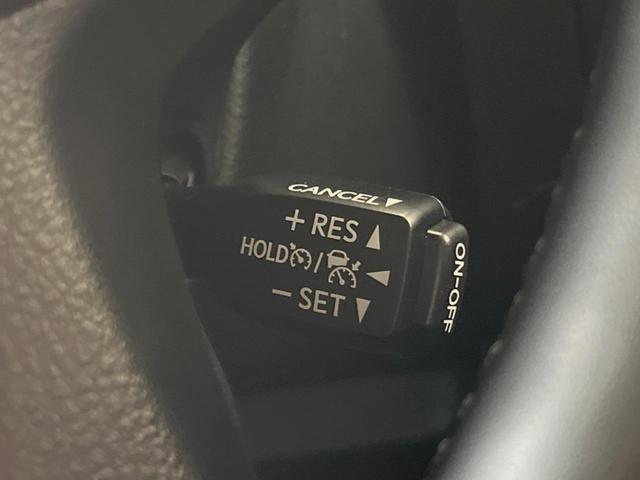 CANCEL▼
+ RES ▲
HOLD / ◀
− SET ▼
ON-OFF